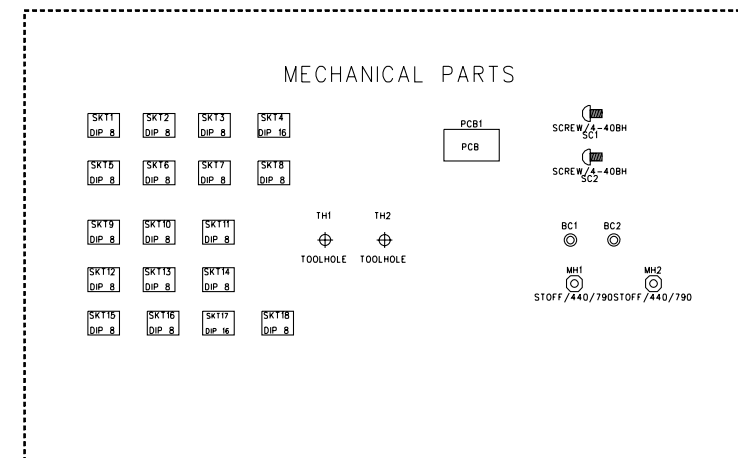 MECHANICAL PARTS
SKT1 SKT2 SKT3 SKT4
DIP 8 DIP 8 DIP 8 DIP 16
PCB1
PCB
SCREW/4-40BH
SC1
SKT5 SKT6 SKT7 SKT8
DIP 8 DIP 8 DIP 8 DIP 8
SCREW/4-40BH
SC2
SKT9 SKT10 SKT11
DIP 8 DIP 8 DIP 8
TH1 TH2
TOOLHOLE TOOLHOLE
BC1 BC2
SKT12 SKT13 SKT14
DIP 8 DIP 8 DIP 8
MH1 MH2
STOFF/440/790STOFF/440/790
SKT15 SKT16 SKT17 SKT18
DIP 8 DIP 8 DIP 16 DIP 8